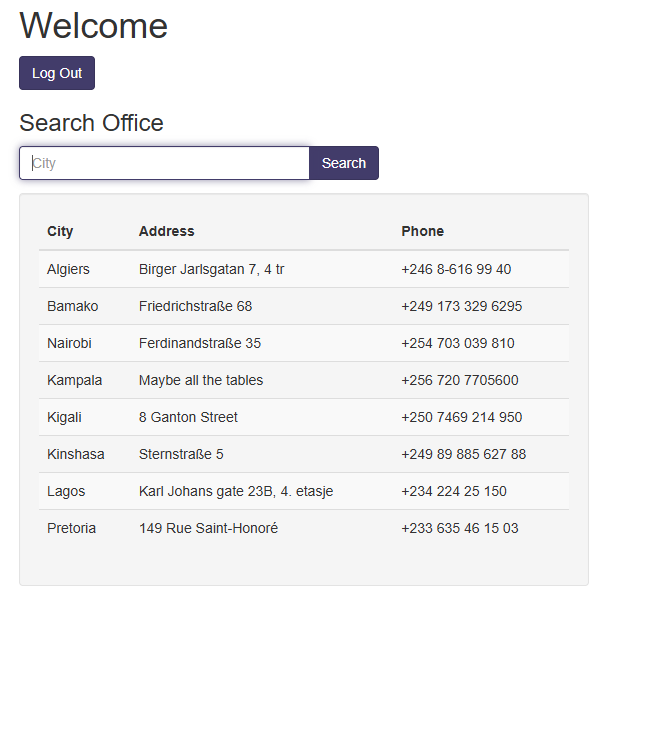 Welcome
Log Out
Search Office
City
Search
City Address Phone
Algiers Birger Jarlsgatan 7, 4 tr +246 8-616 99 40
Bamako Friedrichstraße 68 +249 173 329 6295
Nairobi Ferdinandstraße 35 +254 703 039 810
Kampala Maybe all the tables +256 720 7705600
Kigali 8 Ganton Street +250 7469 214 950
Kinshasa Sternstraße 5 +249 89 885 627 88
Lagos Karl Johans gate 23B, 4. etasje +234 224 25 150
Pretoria 149 Rue Saint-Honoré +233 635 46 15 03